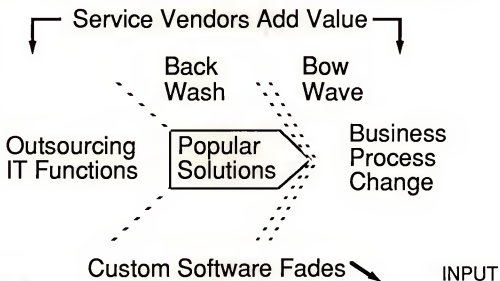 Service Vendors Add Value
Back
Wash
Bow
Wave
Outsourcing
IT Functions
Popular
Solutions
Business
Process
Change
Custom Software Fades
INPUT